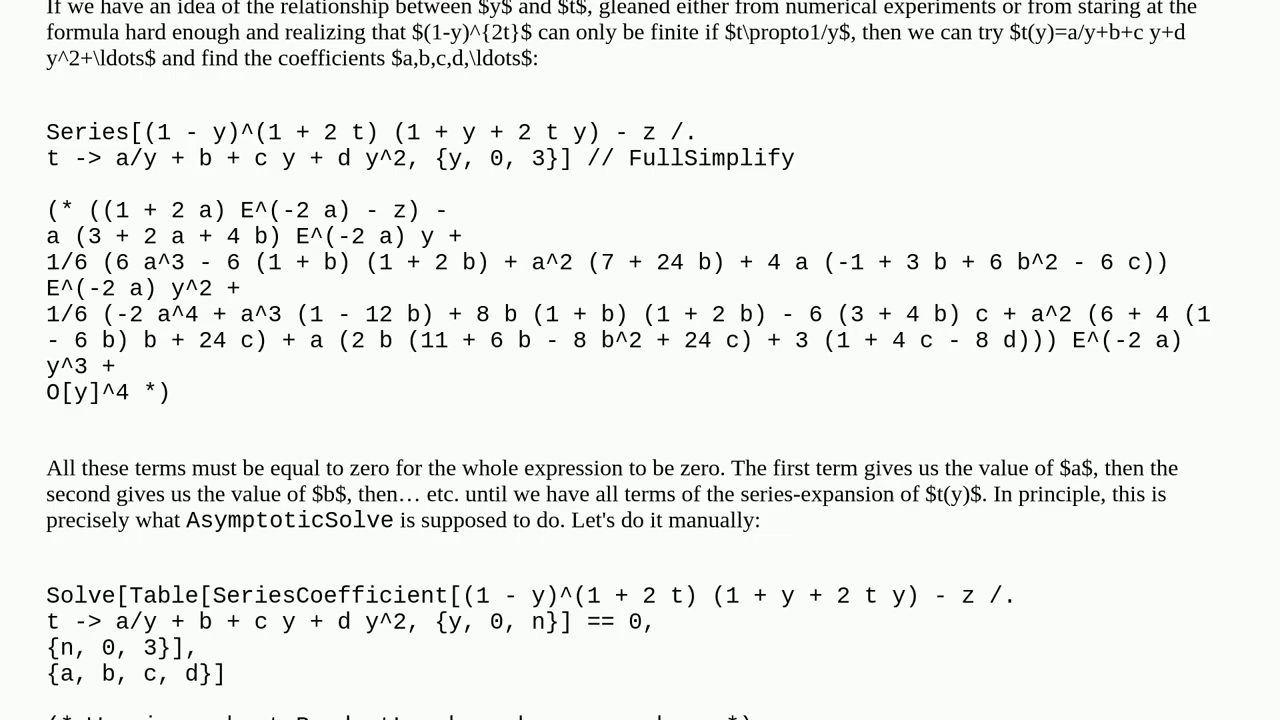 If we have an idea of the relationship between $y$ and $t$, gleaned either from numerical experiments or from staring at the
formula hard enough and realizing that $(1-y)^{2t}$ can only be finite if $t\propto1/y$, then we can try $t(y)=a/y+b+c y+d
y^2+\ldots$ and find the coefficients $a,b,c,d,\ldots$:
Series[(1 - y)^(1 + 2 t) (1 + y + 2 t y) - z /.
t -> a/y + b + c y + d y^2, {y, 0, 3}] // FullSimplify
(* ((1 + 2 a) E^(-2 a) - z) -
a (3 + 2 a + 4 b) E^(-2 a) y +
1/6 (6 a^3 - 6 (1 + b) (1 + 2 b) + a^2 (7 + 24 b) + 4 a (-1 + 3 b + 6 b^2 - 6 c))
E^(-2 a) y^2 +
1/6 (-2 a^4 + a^3 (1 - 12 b) + 8 b (1 + b) (1 + 2 b) - 6 (3 + 4 b) c + a^2 (6 + 4 (1
- 6 b) b + 24 c) + a (2 b (11 + 6 b - 8 b^2 + 24 c) + 3 (1 + 4 c - 8 d))) E^(-2 a)
y^3 +
O[y]^4 *)
All these terms must be equal to zero for the whole expression to be zero. The first term gives us the value of $a$, then the
second gives us the value of $b$, then… etc. until we have all terms of the series-expansion of $t(y)$. In principle, this is
precisely what AsymptoticSolve is supposed to do. Let's do it manually:
Solve[Table[SeriesCoefficient[(1 - y)^(1 + 2 t) (1 + y + 2 t y) - z /.
t -> a/y + b + c y + d y^2, {y, 0, n}] == 0,
{n, 0, 3}],
{a, b, c, d}]